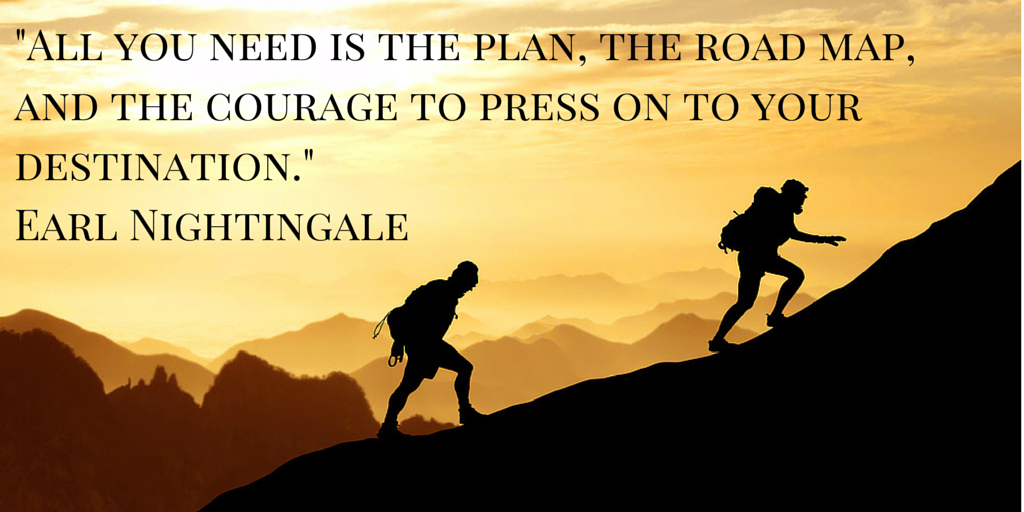 "All you need is the plan, the road map,
and the courage to press on to your
destination."
Earl Nightingale